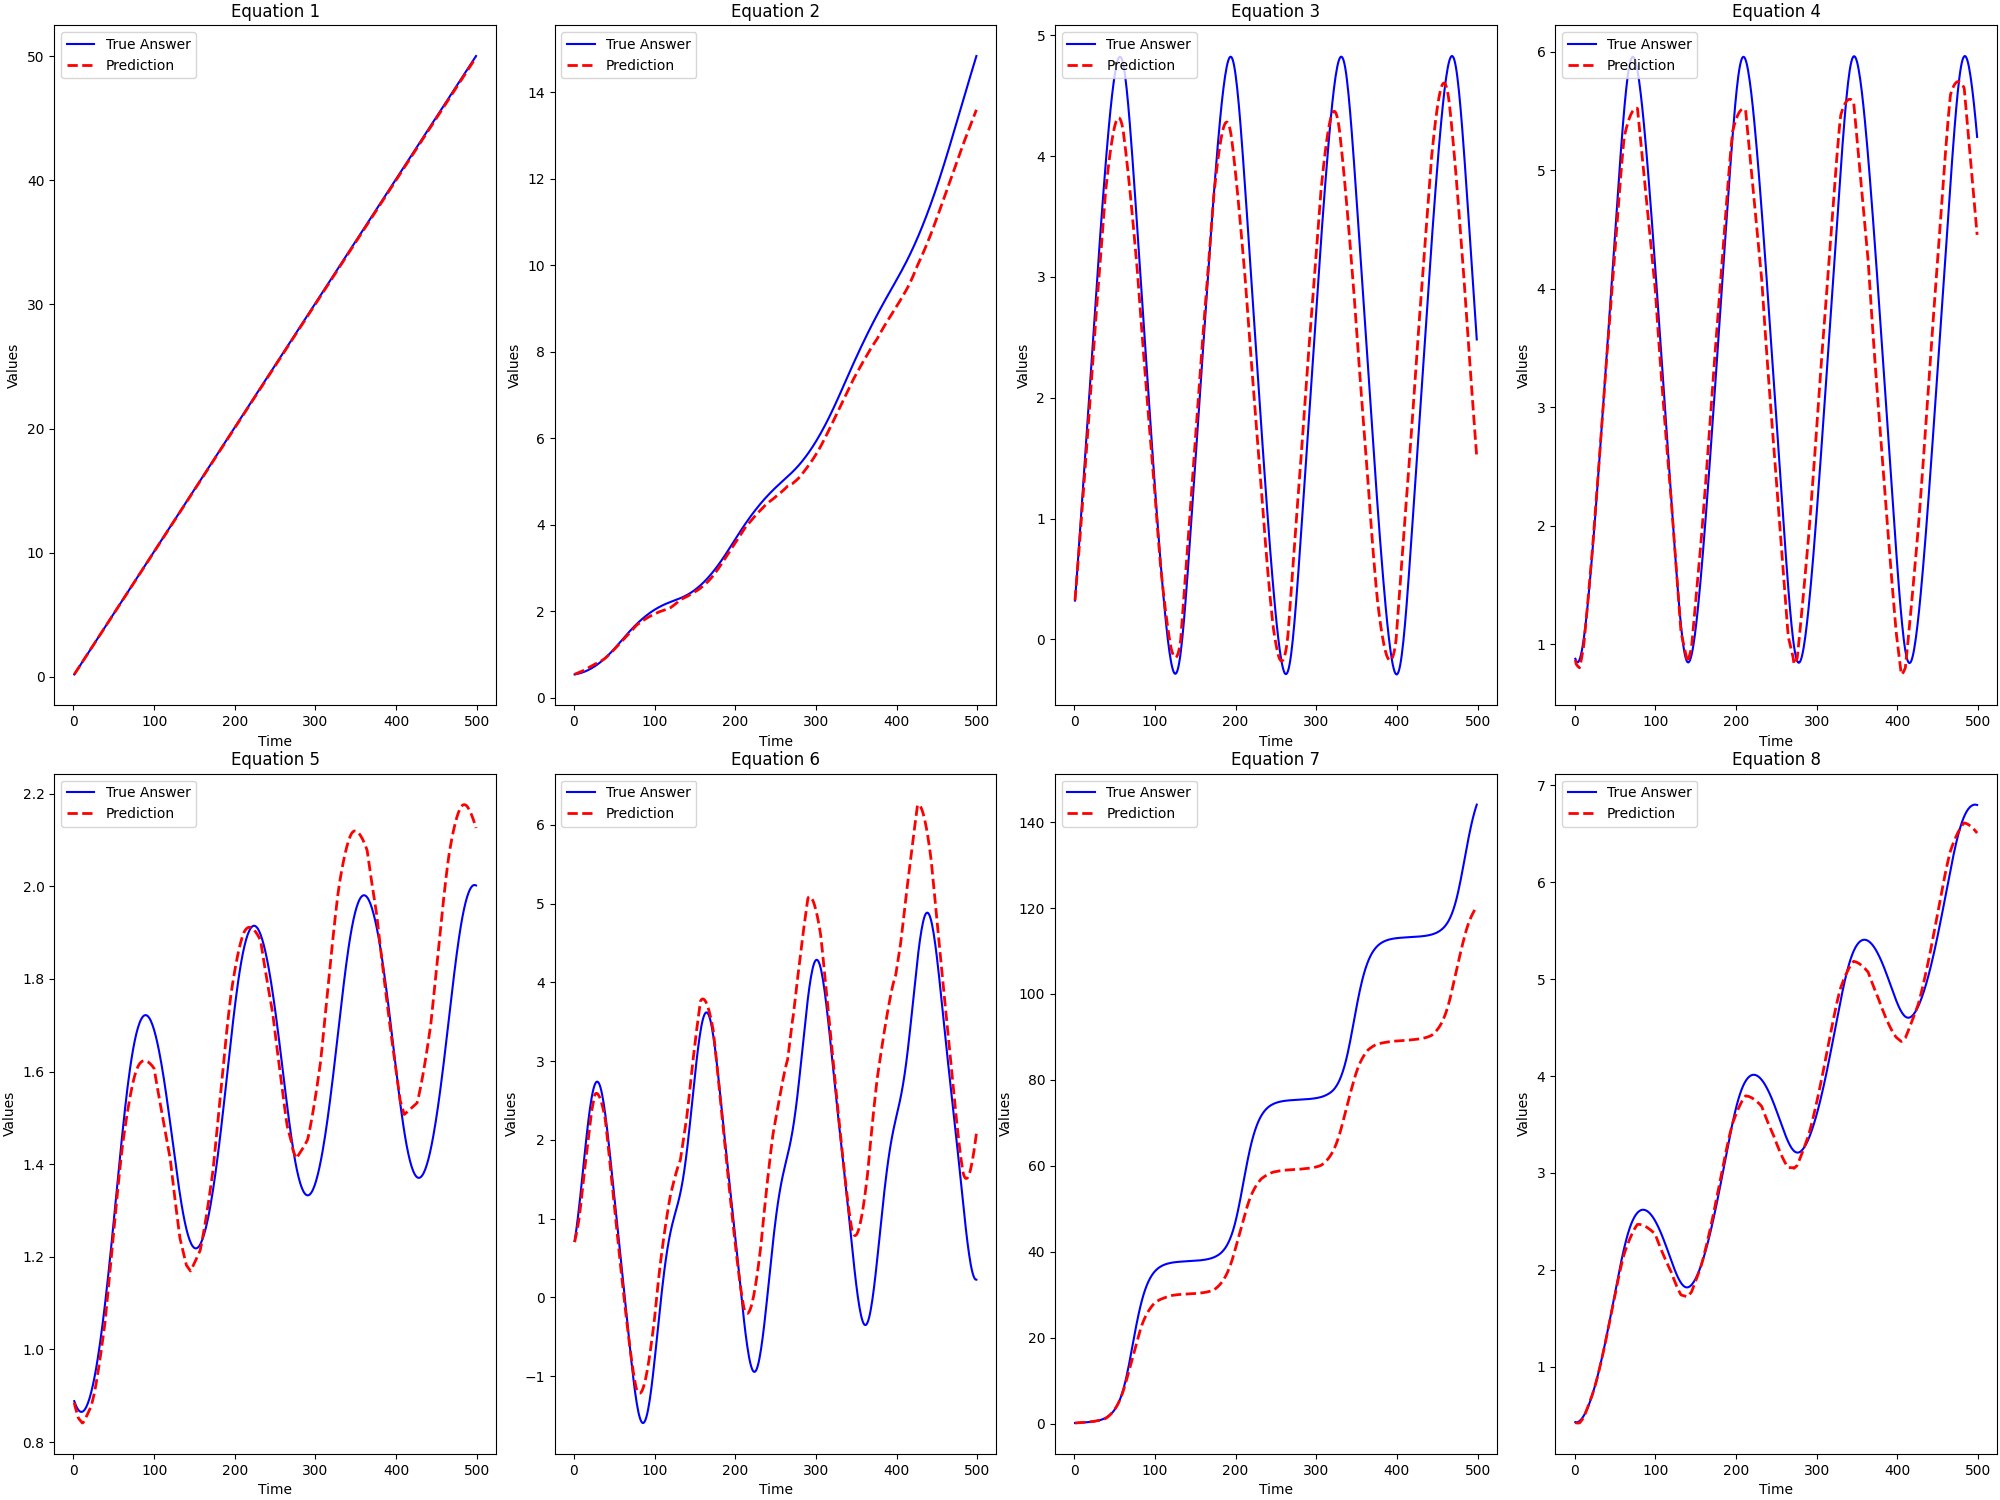 Equation 1
True Answer
Prediction
50
40
30
20
10
0
Values
0 100 200 300 400 500
Time
Equation 2
True Answer
Prediction
14
12
10
8
6
4
2
0
Values
0 100 200 300 400 500
Time
Equation 3
True Answer
Prediction
5
4
3
2
1
0
Values
0 100 200 300 400 500
Time
Equation 4
True Answer
Prediction
6
5
4
3
2
1
Values
0 100 200 300 400 500
Time
Equation 5
True Answer
Prediction
2.2
2.0
1.8
1.6
1.4
1.2
1.0
0.8
Values
0 100 200 300 400 500
Time
Equation 6
True Answer
Prediction
6
5
4
3
2
1
0
−1
Values
0 100 200 300 400 500
Time
Equation 7
True Answer
Prediction
140
120
100
80
60
40
20
0
Values
0 100 200 300 400 500
Time
Equation 8
True Answer
Prediction
7
6
5
4
3
2
1
Values
0 100 200 300 400 500
Time